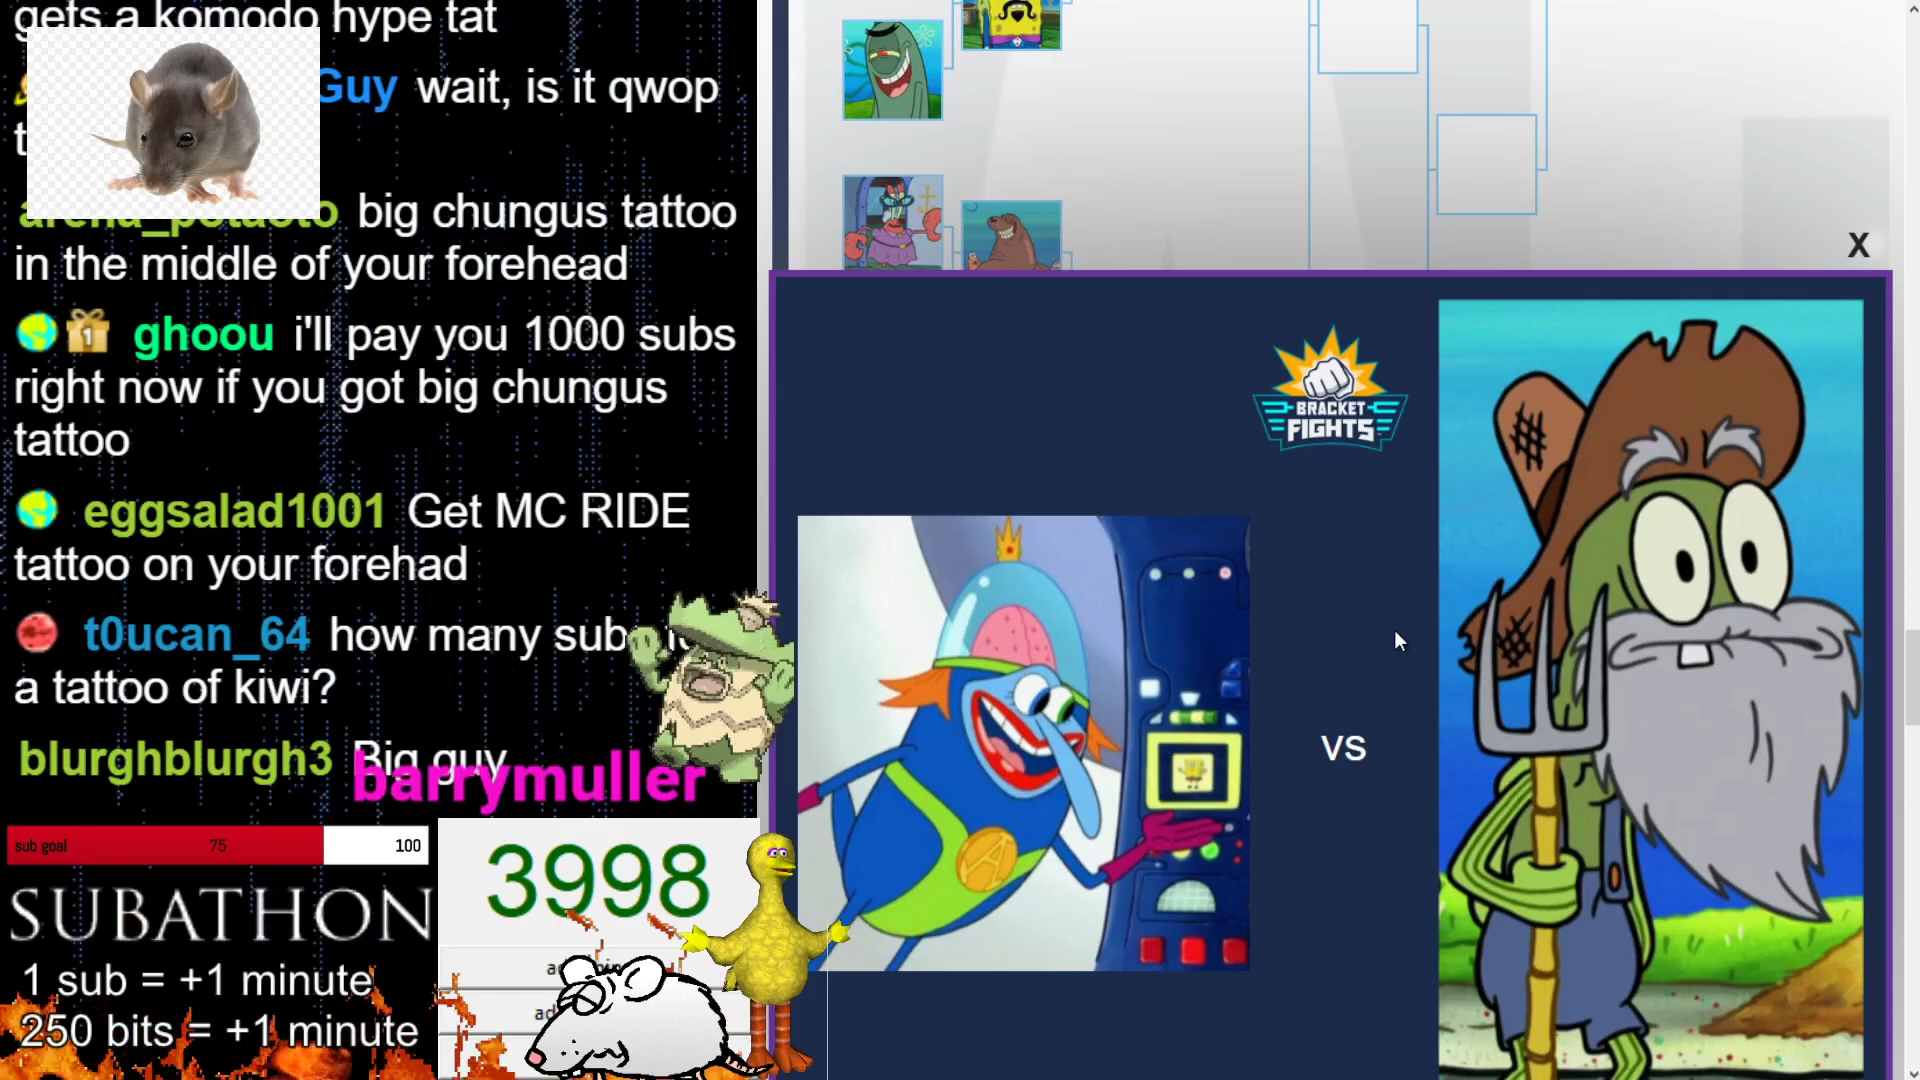 gets a komodo hype tat
Guy wait, is it qwop
big chungus tattoo
in the middle of your forehead
ghoou i'll pay you 1000 subs
right now if you got big chungus
tattoo
eggsalad1001 Get MC RIDE
tattoo on your forehad
t0ucan_64 how many
a tattoo of kiwi?
blurghblurgh3 Big guy
barrymuller
sub goal 75 100
SUBATHON
1 sub = +1 minute
250 bits = +1 minute
3998
X
BRACKET
FIGHTS
VS